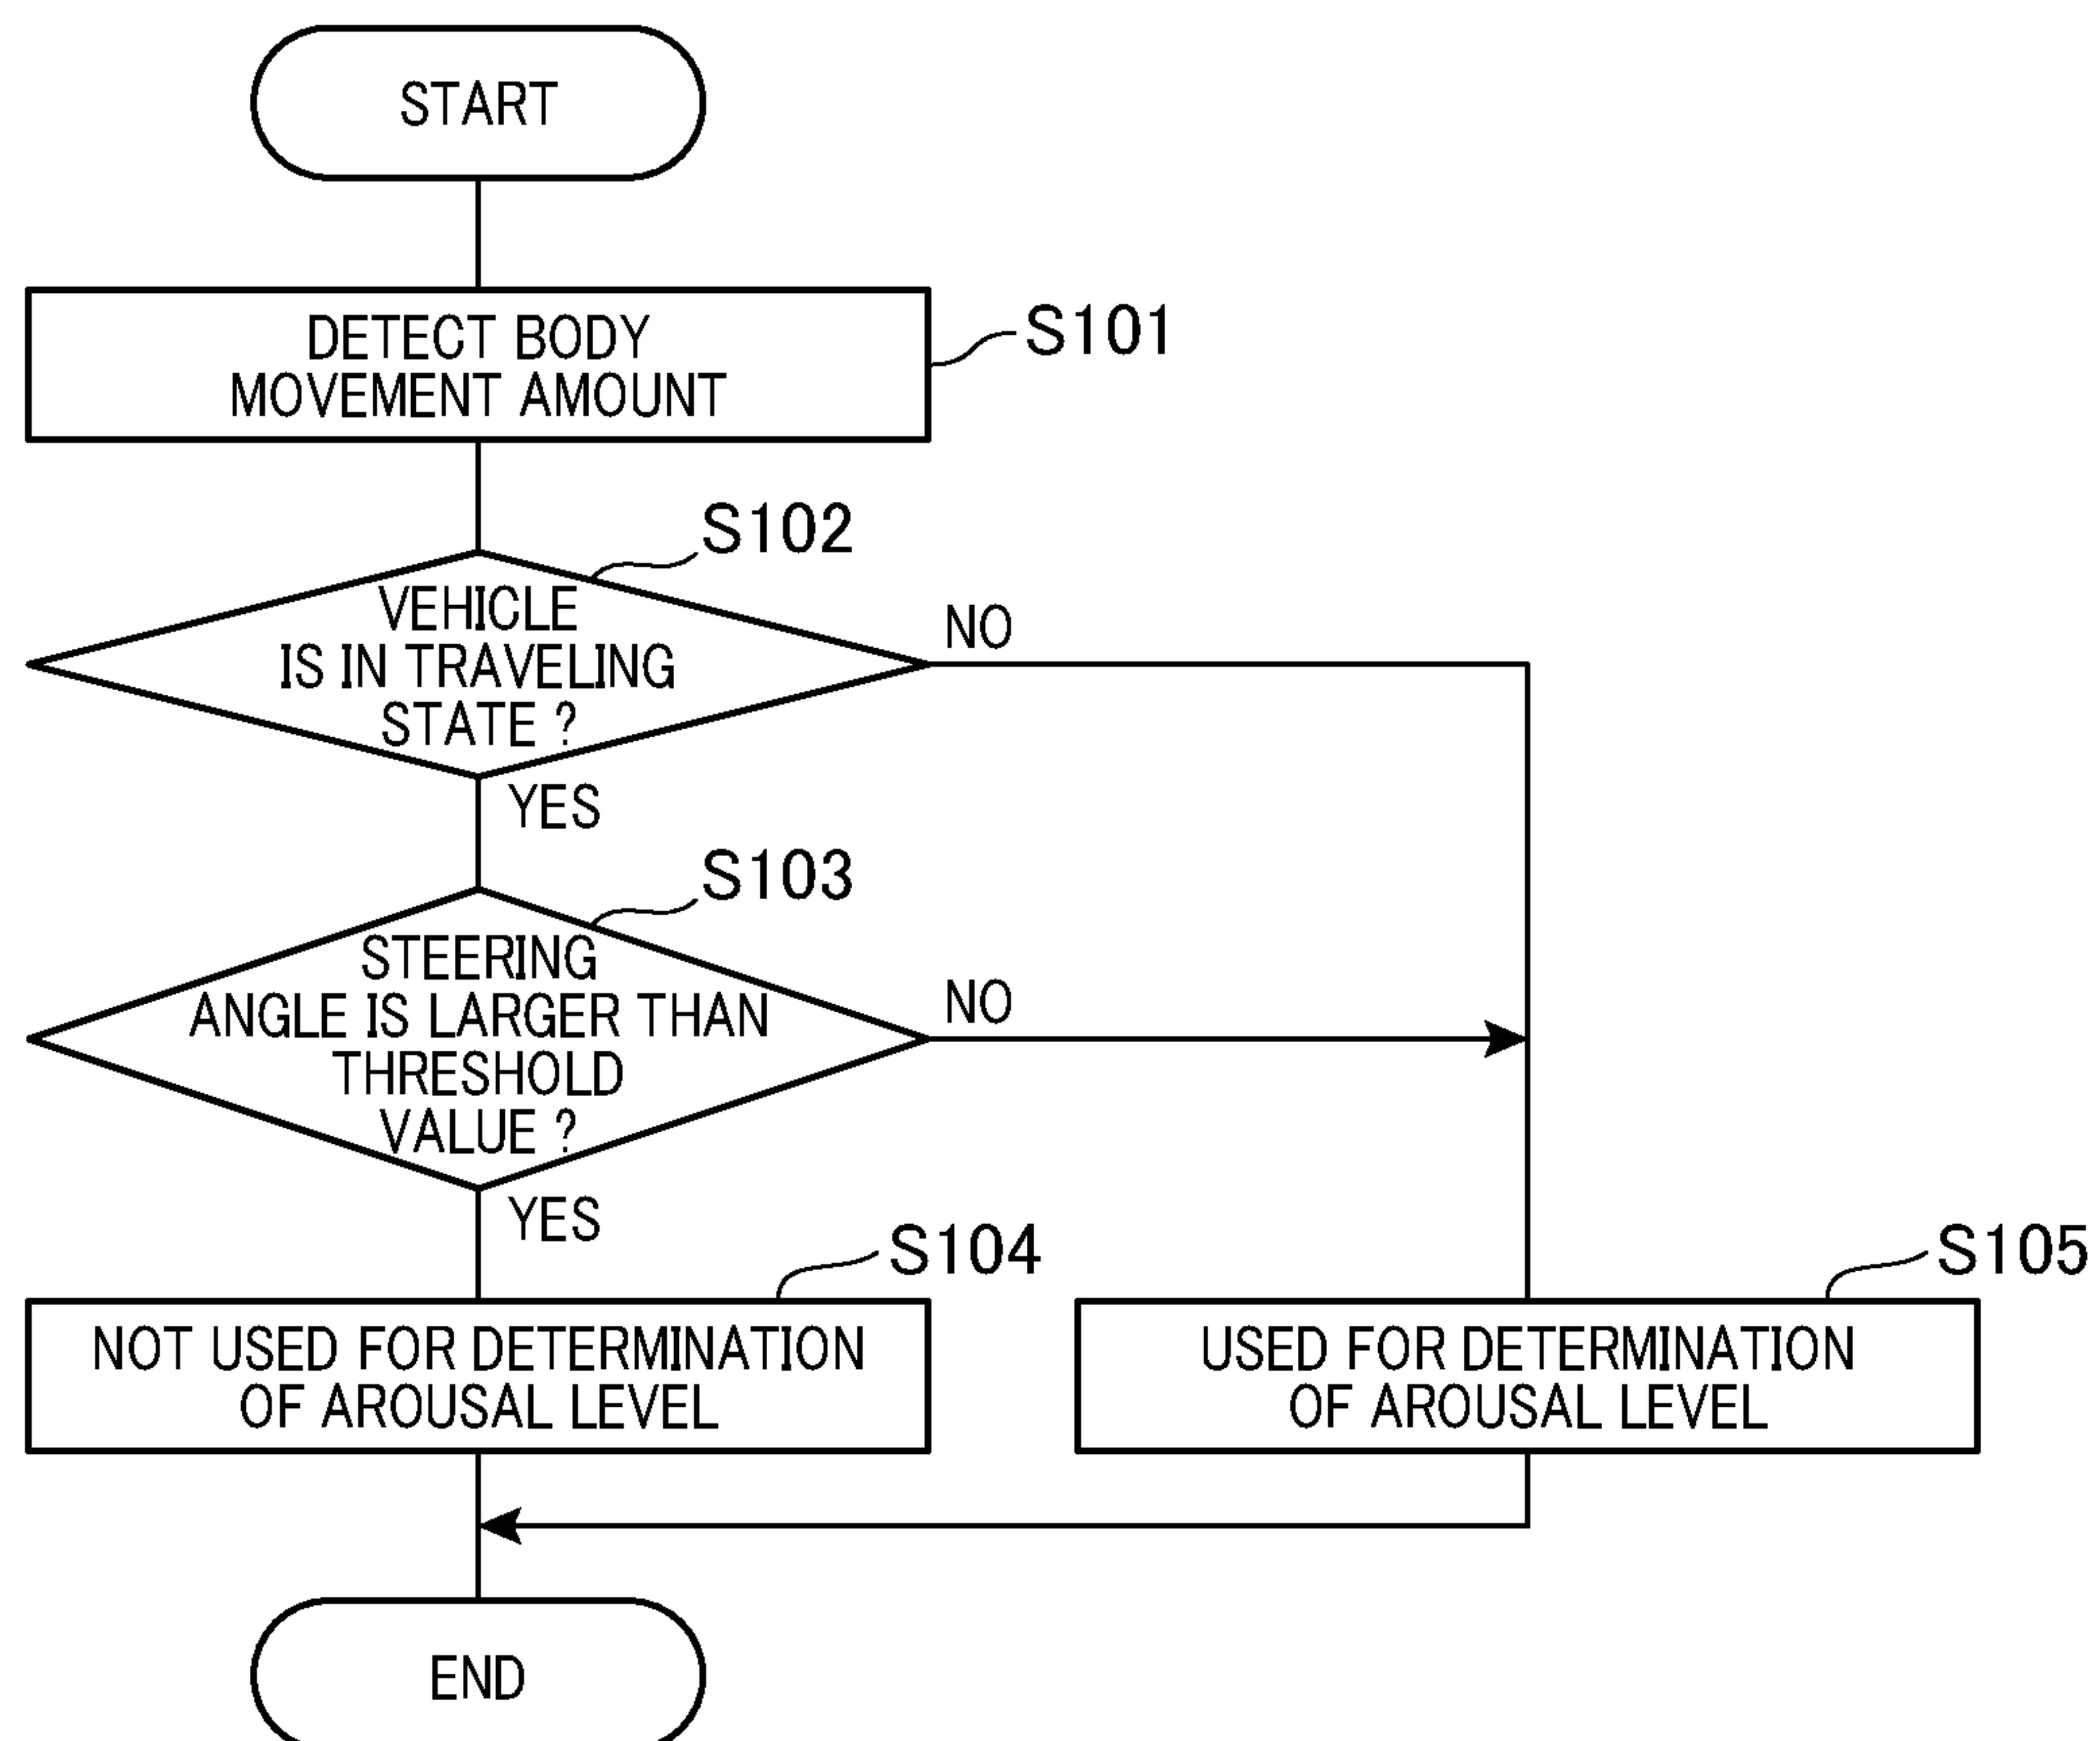 START
DETECT BODY
MOVEMENT AMOUNT
S101
S102
VEHICLE
IS IN TRAVELING
STATE ?
NO
YES
S103
STEERING
ANGLE IS LARGER THAN
THRESHOLD
VALUE ?
NO
YES
S104
NOT USED FOR DETERMINATION
OF AROUSAL LEVEL
S105
USED FOR DETERMINATION
OF AROUSAL LEVEL
END